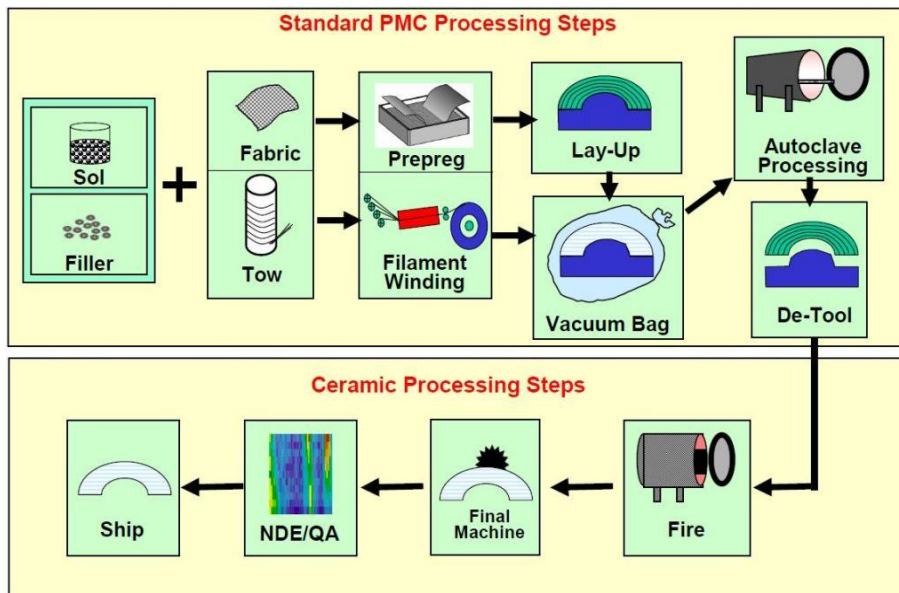 Standard PMC Processing Steps
Sol
Filler
+
Fabric
Tow
Prepreg
Filament
Winding
Lay-Up
Vacuum Bag
Autoclave
Processing
De-Tool
Ceramic Processing Steps
Ship
NDE/QA
Final
Machine
Fire